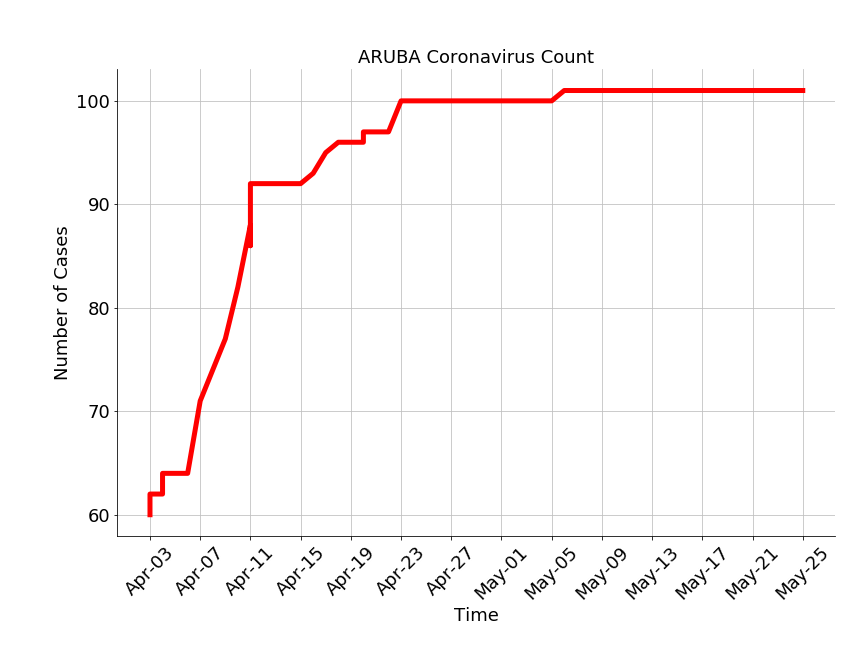 ARUBA Coronavirus Count
Number of Cases
100
90
80
70
60
Apr-03
Apr-07
Apr-11
Apr-15
Apr-19
Apr-23
Apr-27
May-01
May-05
May-09
May-13
May-17
May-21
May-25
Time